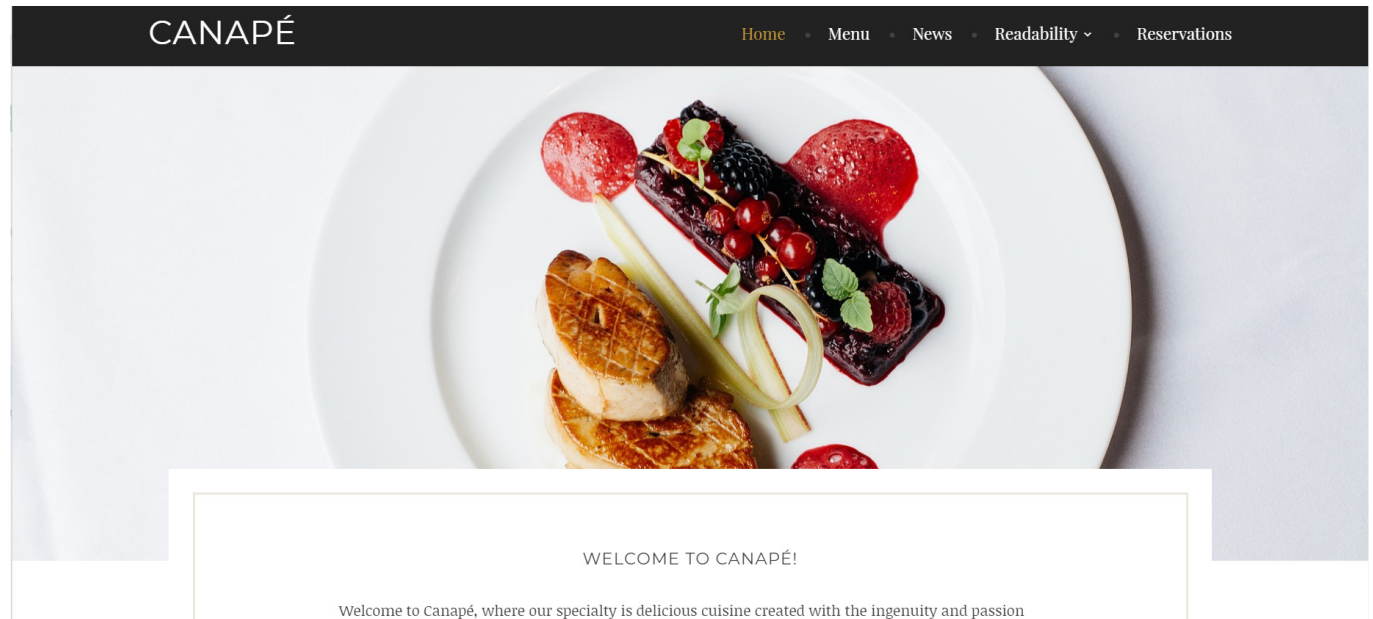 CANAPÉ
Home Menu News Readability Reservations
WELCOME TO CANAPÉ!
Welcome to Canapé, where our specialty is delicious cuisine created with the ingenuity and passion